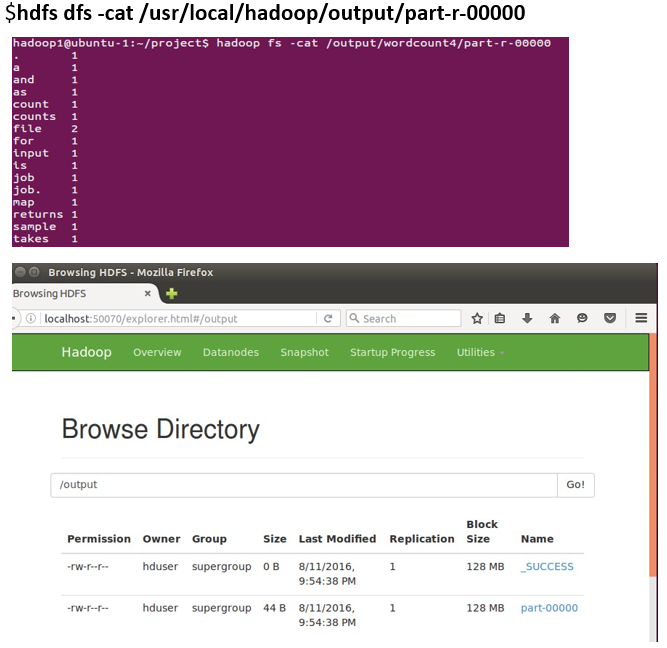 $hdfs dfs -cat /usr/local/hadoop/output/part-r-00000
hadoop1@ubuntu-1:~/project$ hadoop fs -cat /output/wordcount4/part-r-00000
. 1
a 1
and 1
as 1
count 1
counts 1
file 2
for 1
input 1
is 1
job 1
job. 1
map 1
returns 1
sample 1
takes 1
Browsing HDFS - Mozilla Firefox
Browsing HDFS
localhost:50070/explorer.html#/output
Search
Hadoop Overview Datanodes Snapshot Startup Progress Utilities
Browse Directory
/output Go!
Permission Owner Group Size Last Modified Replication Block Size Name
-rw-r--r-- hduser supergroup 0 B 8/11/2016, 9:54:38 PM 1 128 MB _SUCCESS
-rw-r--r-- hduser supergroup 44 B 8/11/2016, 9:54:38 PM 1 128 MB part-00000